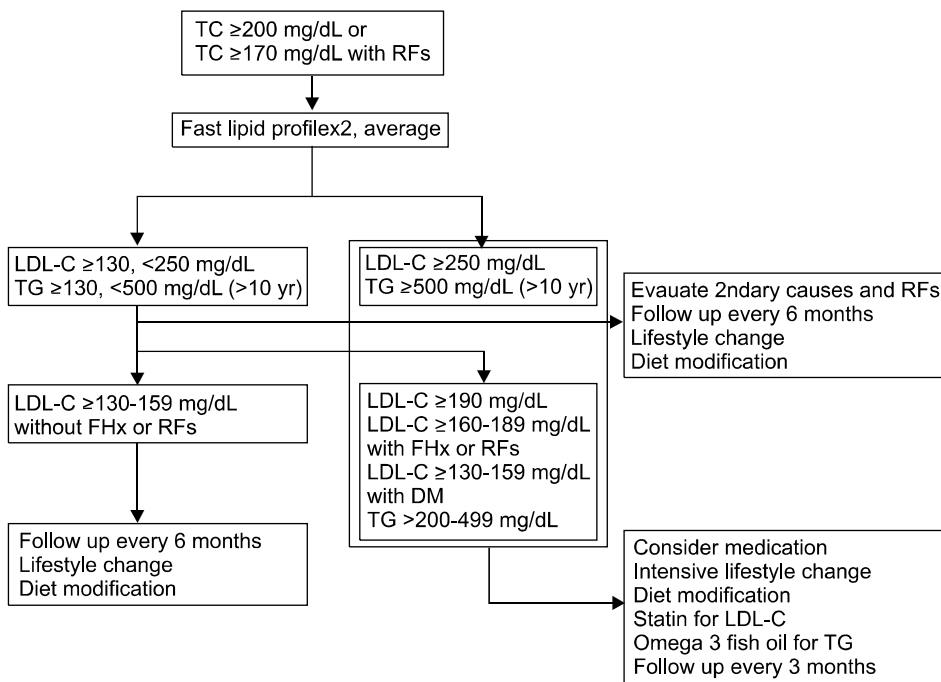 TC ≥200 mg/dL or
TC ≥170 mg/dL with RFs
Fast lipid profilex2, average
LDL-C ≥130, <250 mg/dL
TG ≥130, <500 mg/dL (>10 yr)
LDL-C ≥250 mg/dL
TG ≥500 mg/dL (>10 yr)
Evauate 2ndary causes and RFs
Follow up every 6 months
Lifestyle change
Diet modification
LDL-C ≥130-159 mg/dL
without FHx or RFs
LDL-C ≥190 mg/dL
LDL-C ≥160-189 mg/dL
with FHx or RFs
LDL-C ≥130-159 mg/dL
with DM
TG >200-499 mg/dL
Follow up every 6 months
Lifestyle change
Diet modification
Consider medication
Intensive lifestyle change
Diet modification
Statin for LDL-C
Omega 3 fish oil for TG
Follow up every 3 months